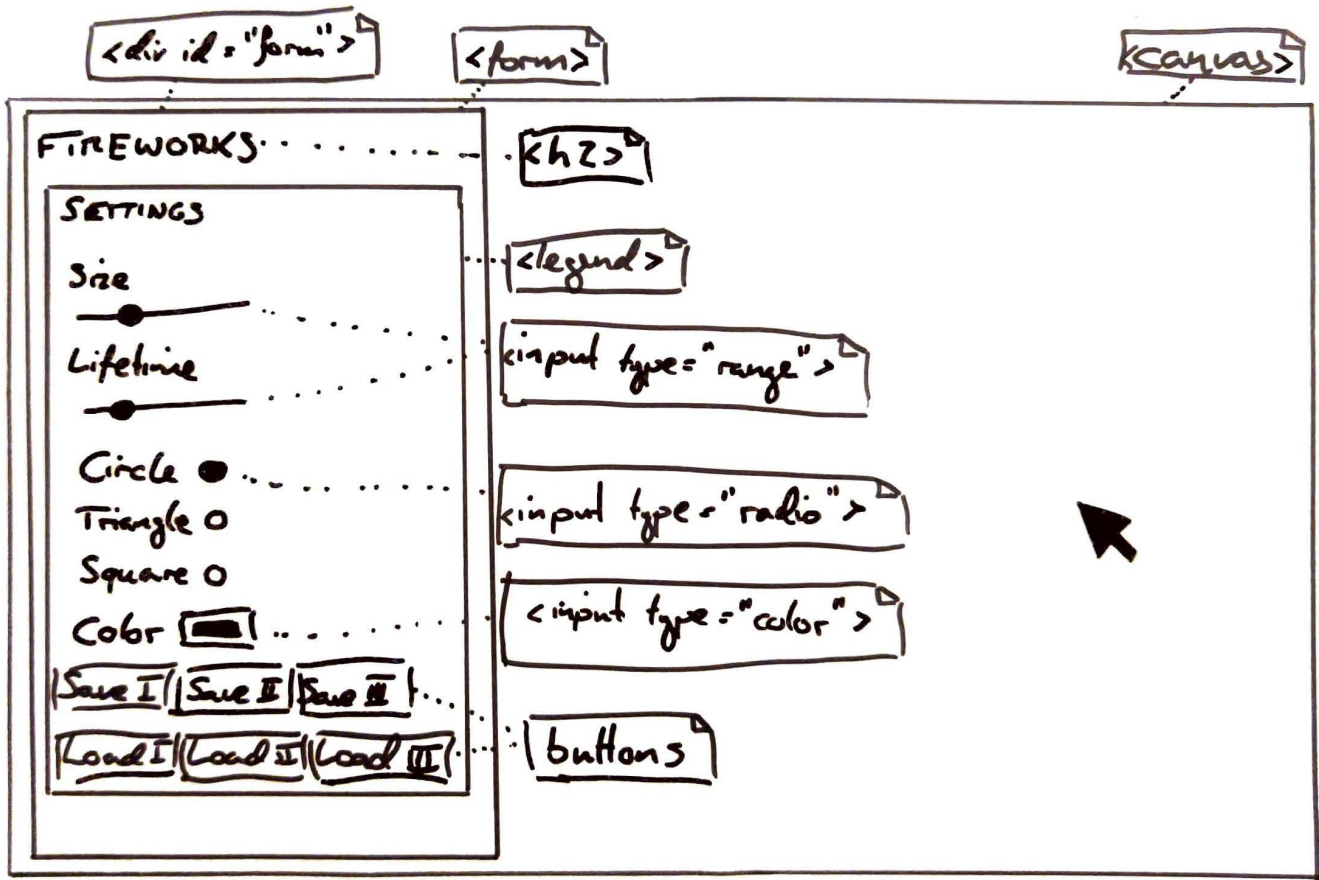 <div id="form">
<form>
<canvas>
FIREWORKS
<h2>
SETTINGS
<legend>
Size
<input type="range">
Lifetime
Circle
<input type="radio">
Triangle
Square
Color
<input type="color">
Save I Save II Save III
buttons
Load I Load II Load III